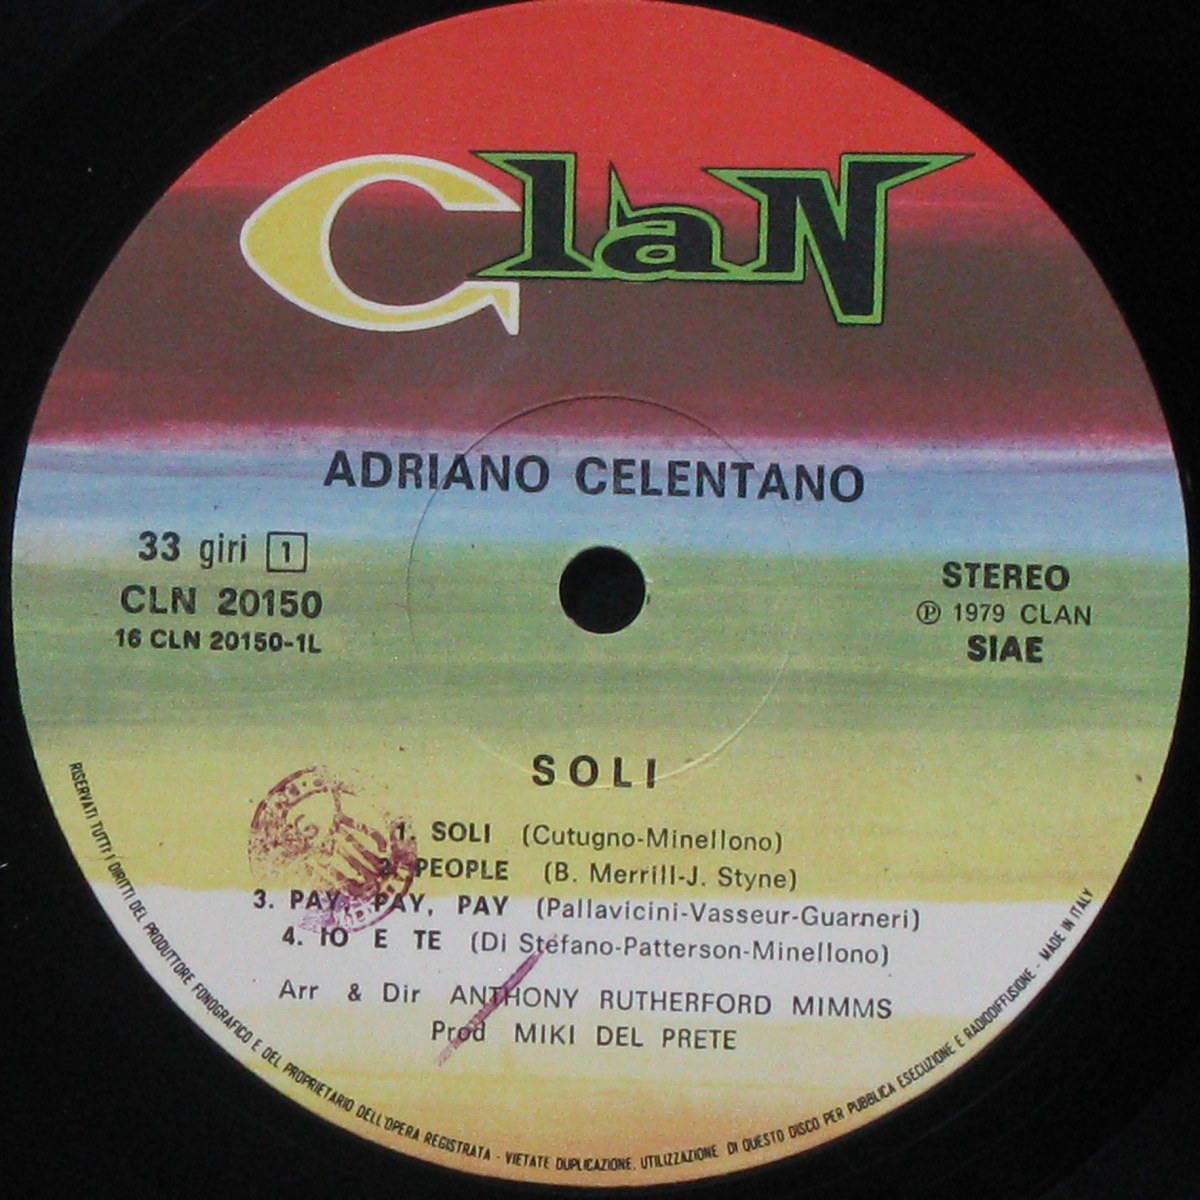 Clan
ADRIANO CELENTANO
33 giri 1
CLN 20150
16 CLN 20150-1L
STEREO
℗ 1979 CLAN
SIAE
SOLI
1. SOLI (Cutugno-Minellono)
2. PEOPLE (B. Merrill-J. Styne)
3. PAY, PAY, PAY (Pallavicini-Vasseur-Guarneri)
4. IO E TE (Di Stefano-Patterson-Minellono)
Arr & Dir ANTHONY RUTHERFORD MIMMS
Prod MIKI DEL PRETE
RISERVATI TUTTI I DIRITTI DEL PRODUTTORE FONOGRAFICO E DEL PROPRIETARIO DELL'OPERA REGISTRATA - VIETATE DUPLICAZIONE, UTILIZZAZIONE DI QUESTO DISCO PER PUBBLICA ESECUZIONE E RADIODIFFUSIONE - MADE IN ITALY